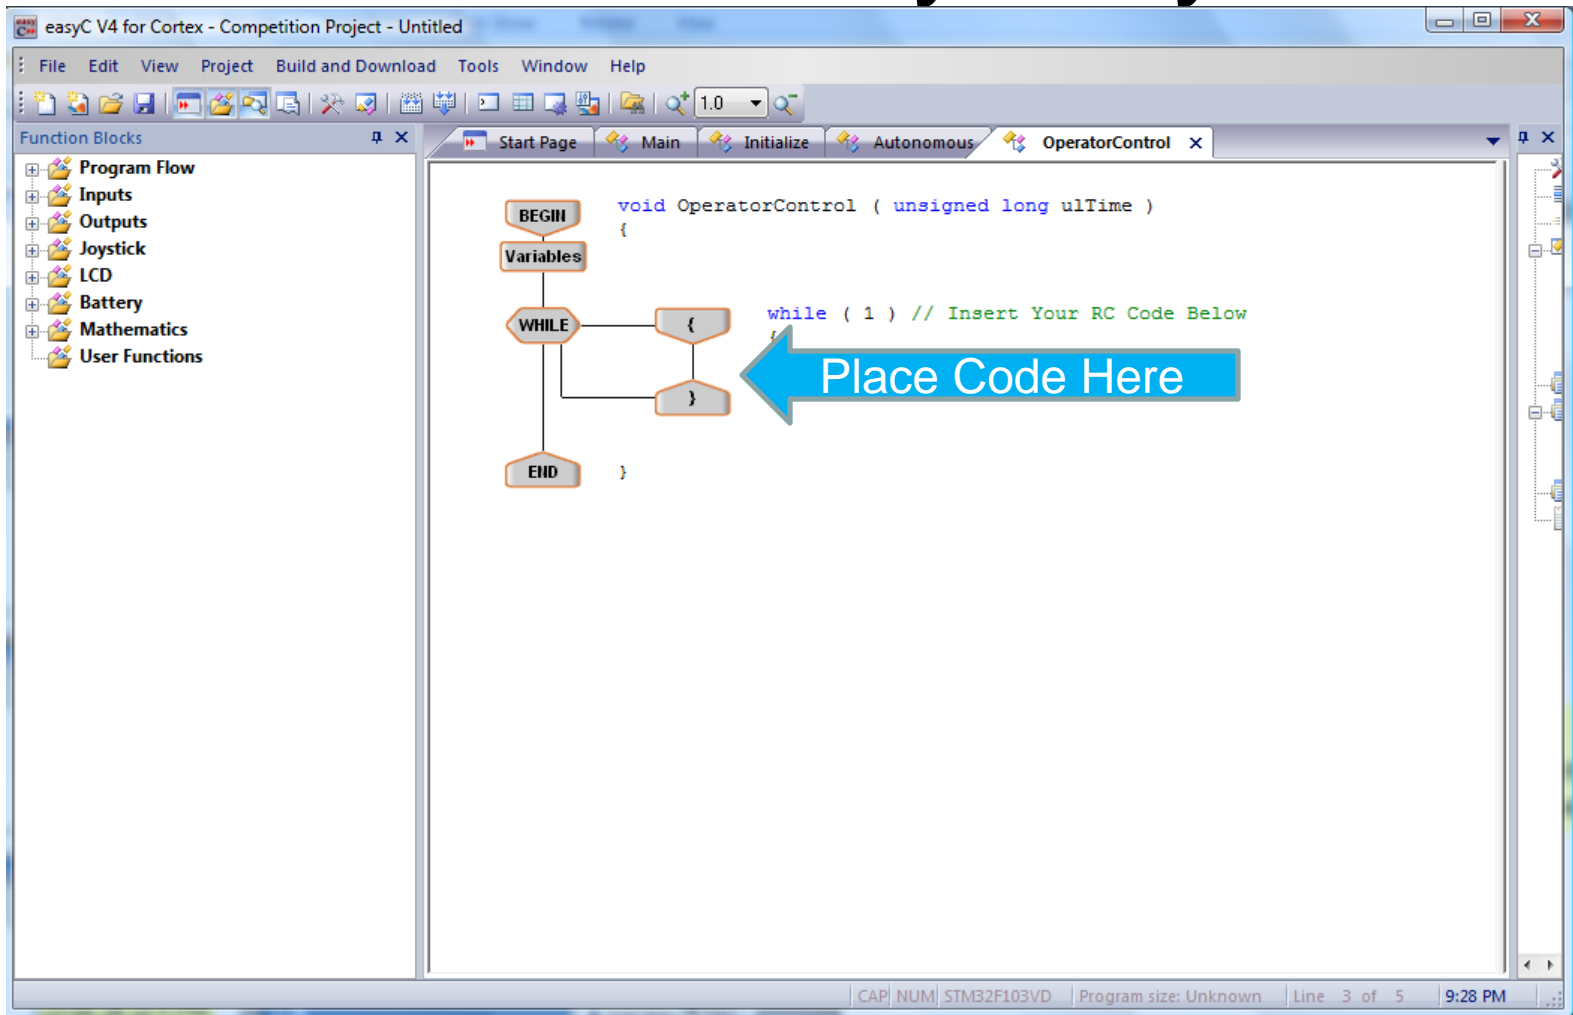 easyC V4 for Cortex - Competition Project - Untitled
File Edit View Project Build and Download Tools Window Help
1.0
Function Blocks
Start Page Main Initialize Autonomous OperatorControl
Program Flow
Inputs
Outputs
Joystick
LCD
Battery
Mathematics
User Functions
BEGIN void OperatorControl ( unsigned long ulTime )
{
Variables
WHILE { while ( 1 ) // Insert Your RC Code Below
{
Place Code Here
}
END }
CAP NUM STM32F103VD Program size: Unknown Line 3 of 5 9:28 PM